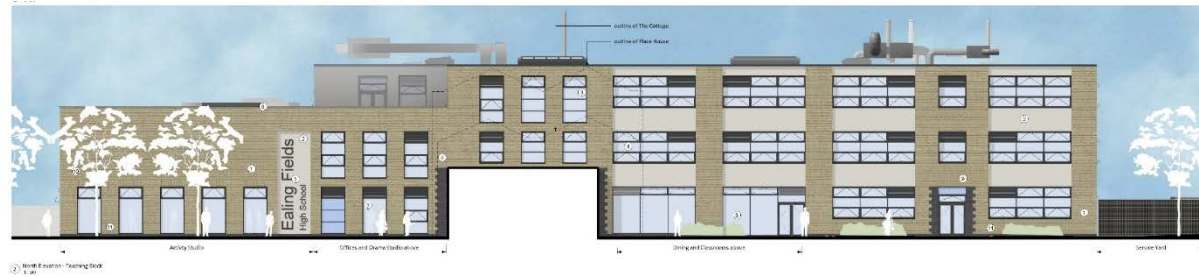 outline of The Cottage
outline of Place House
Ealing Fields
High School
Activity Studio
Offices and Drama Studio above
Dining and Classrooms above
Service Yard
2 North Elevation - Teaching Block